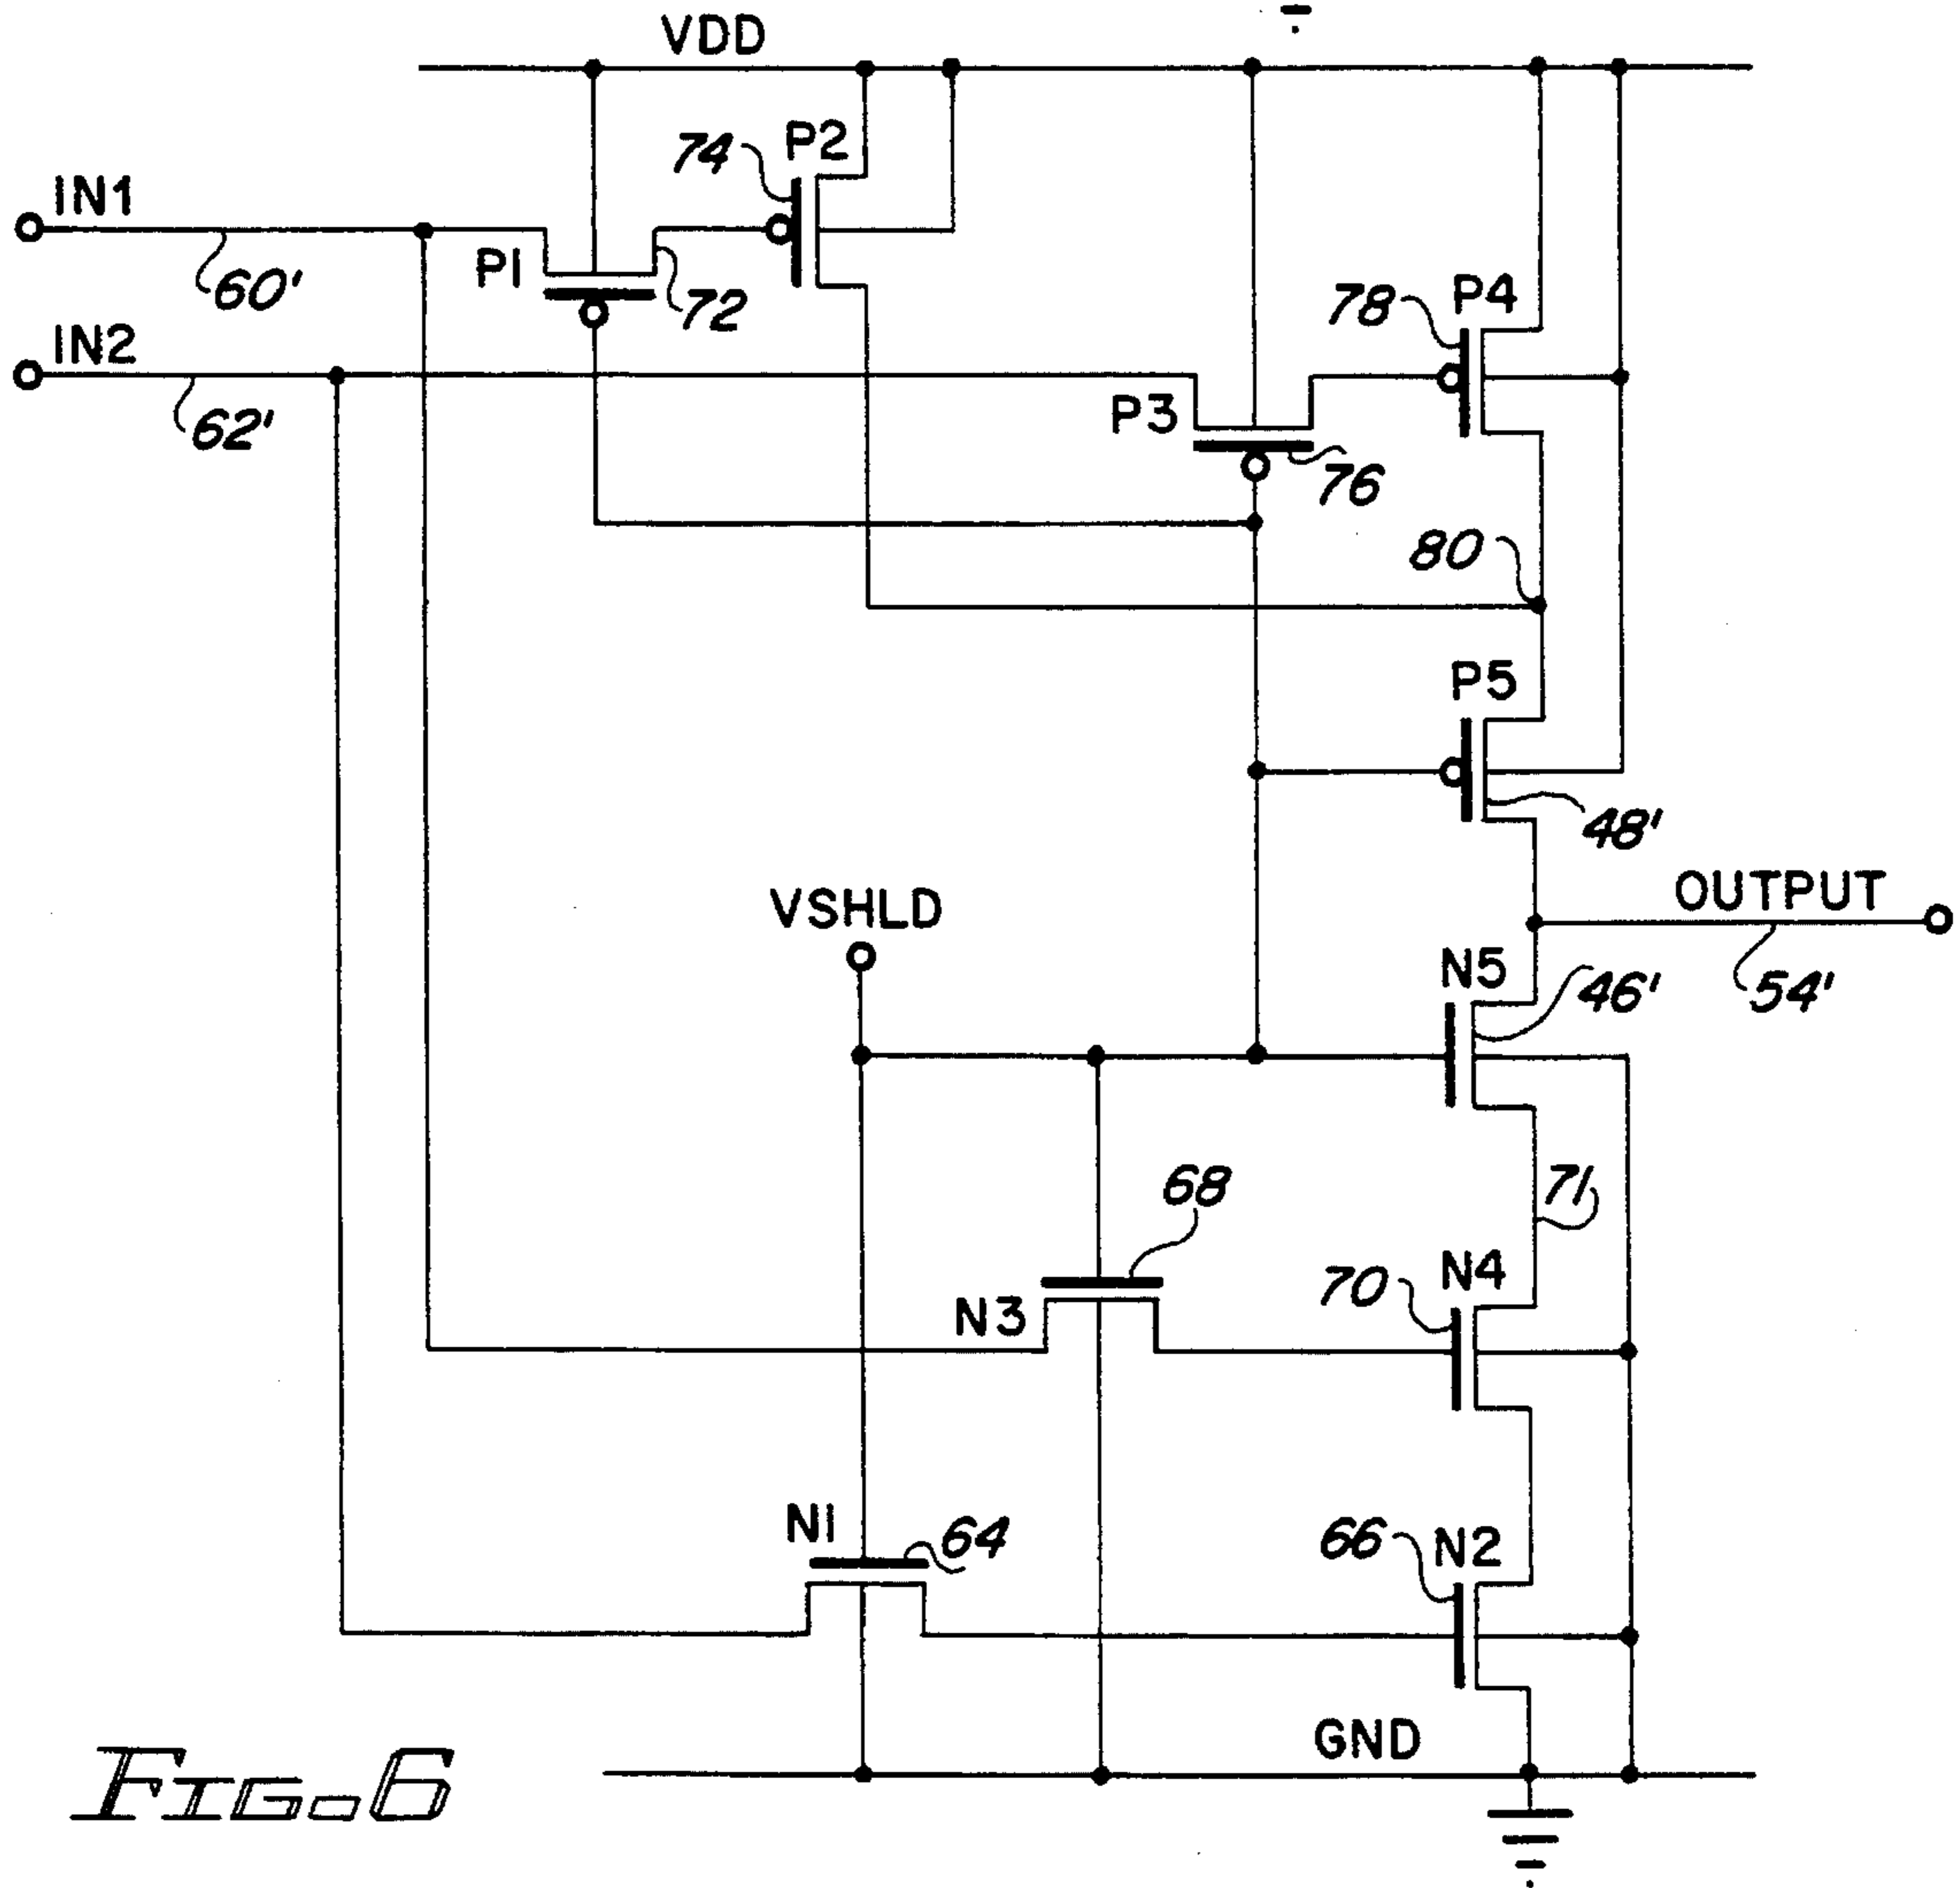 VDD
P2
74
IN1
60'
P1
72
P4
78
IN2
62'
P3
76
80
P5
48'
VSHLD
OUTPUT
54'
N5
46'
71
68
N3
N4
70
N1
64
N2
66
GND
FIG. 6